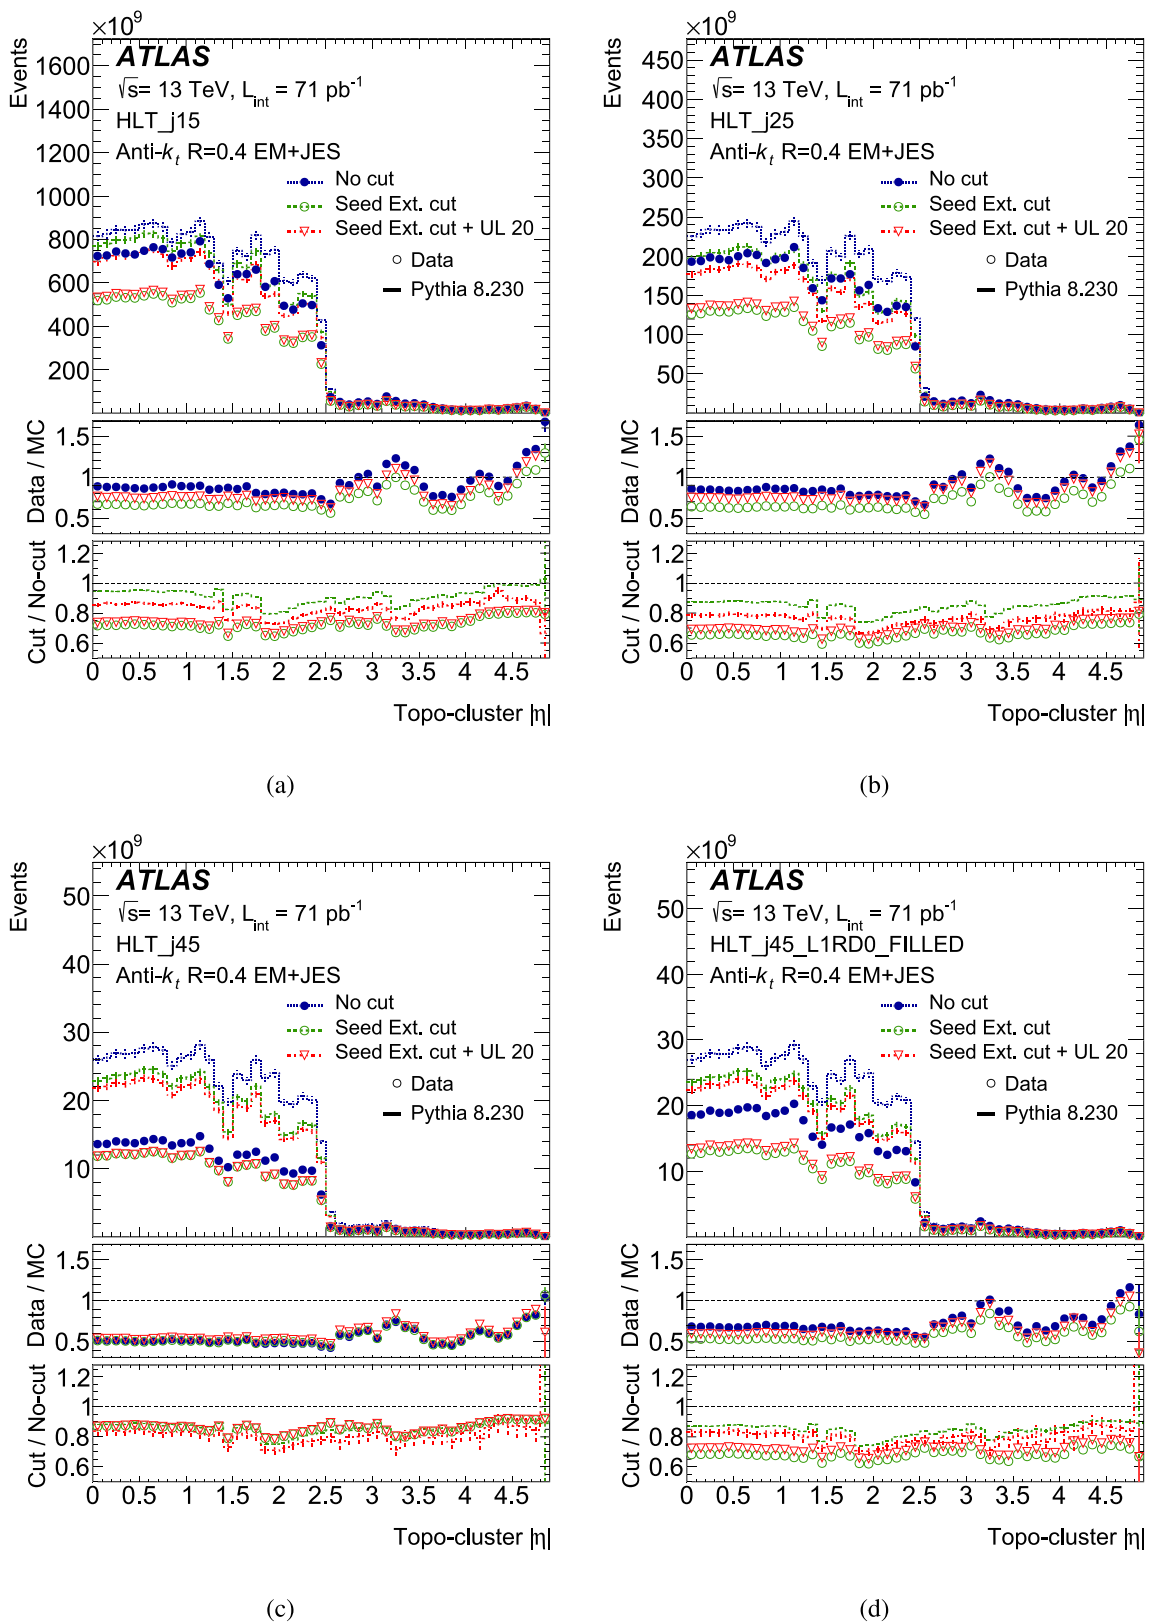 ×10⁹
Events
1600
1400
1200
1000
800
600
400
200
ATLAS
√s= 13 TeV, L_int = 71 pb⁻¹
HLT_j15
Anti-k_t R=0.4 EM+JES
No cut
Seed Ext. cut
Seed Ext. cut + UL 20
Data
Pythia 8.230
Data / MC
1.5
1
0.5
Cut / No-cut
1.2
1
0.8
0.6
0 0.5 1 1.5 2 2.5 3 3.5 4 4.5
Topo-cluster |η|
(a)
×10⁹
Events
450
400
350
300
250
200
150
100
50
ATLAS
√s= 13 TeV, L_int = 71 pb⁻¹
HLT_j25
Anti-k_t R=0.4 EM+JES
No cut
Seed Ext. cut
Seed Ext. cut + UL 20
Data
Pythia 8.230
Data / MC
1.5
1
0.5
Cut / No-cut
1.2
1
0.8
0.6
0 0.5 1 1.5 2 2.5 3 3.5 4 4.5
Topo-cluster |η|
(b)
×10⁹
Events
50
40
30
20
10
ATLAS
√s= 13 TeV, L_int = 71 pb⁻¹
HLT_j45
Anti-k_t R=0.4 EM+JES
No cut
Seed Ext. cut
Seed Ext. cut + UL 20
Data
Pythia 8.230
Data / MC
1.5
1
0.5
Cut / No-cut
1.2
1
0.8
0.6
0 0.5 1 1.5 2 2.5 3 3.5 4 4.5
Topo-cluster |η|
(c)
×10⁹
Events
50
40
30
20
10
ATLAS
√s= 13 TeV, L_int = 71 pb⁻¹
HLT_j45_L1RD0_FILLED
Anti-k_t R=0.4 EM+JES
No cut
Seed Ext. cut
Seed Ext. cut + UL 20
Data
Pythia 8.230
Data / MC
1.5
1
0.5
Cut / No-cut
1.2
1
0.8
0.6
0 0.5 1 1.5 2 2.5 3 3.5 4 4.5
Topo-cluster |η|
(d)